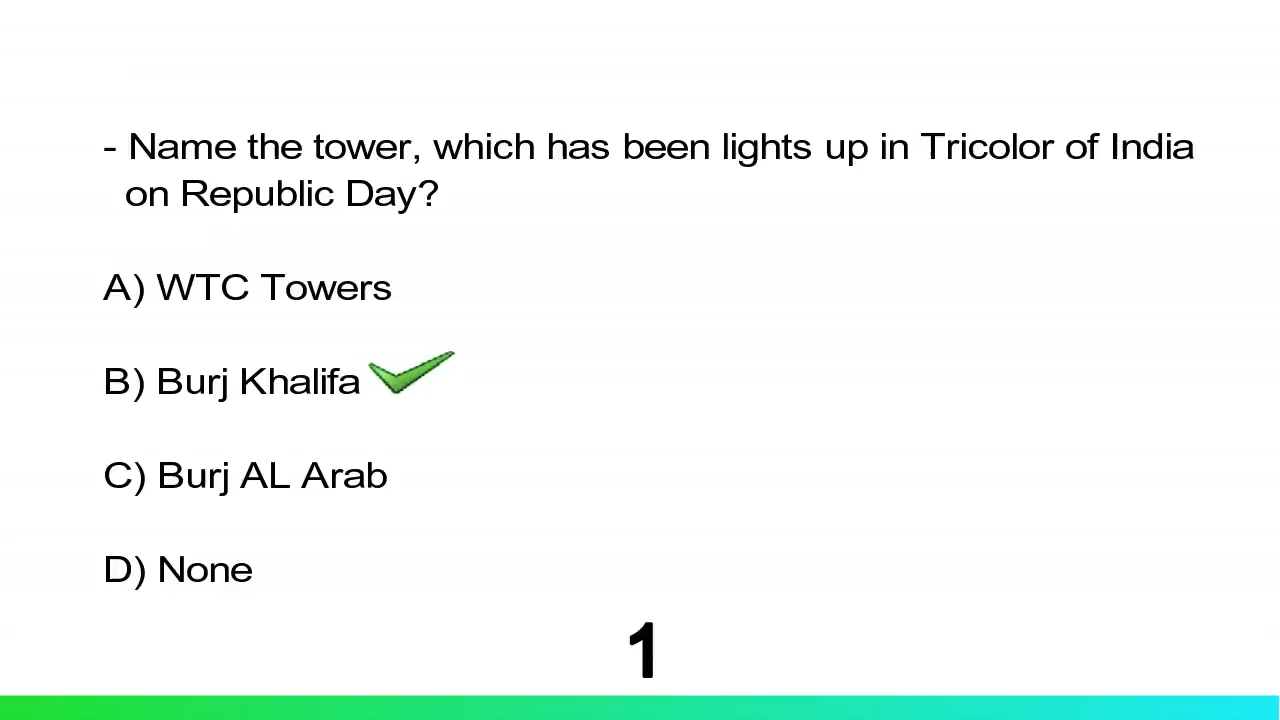 - Name the tower, which has been lights up in Tricolor of India
on Republic Day?
A) WTC Towers
B) Burj Khalifa
C) Burj AL Arab
D) None
1